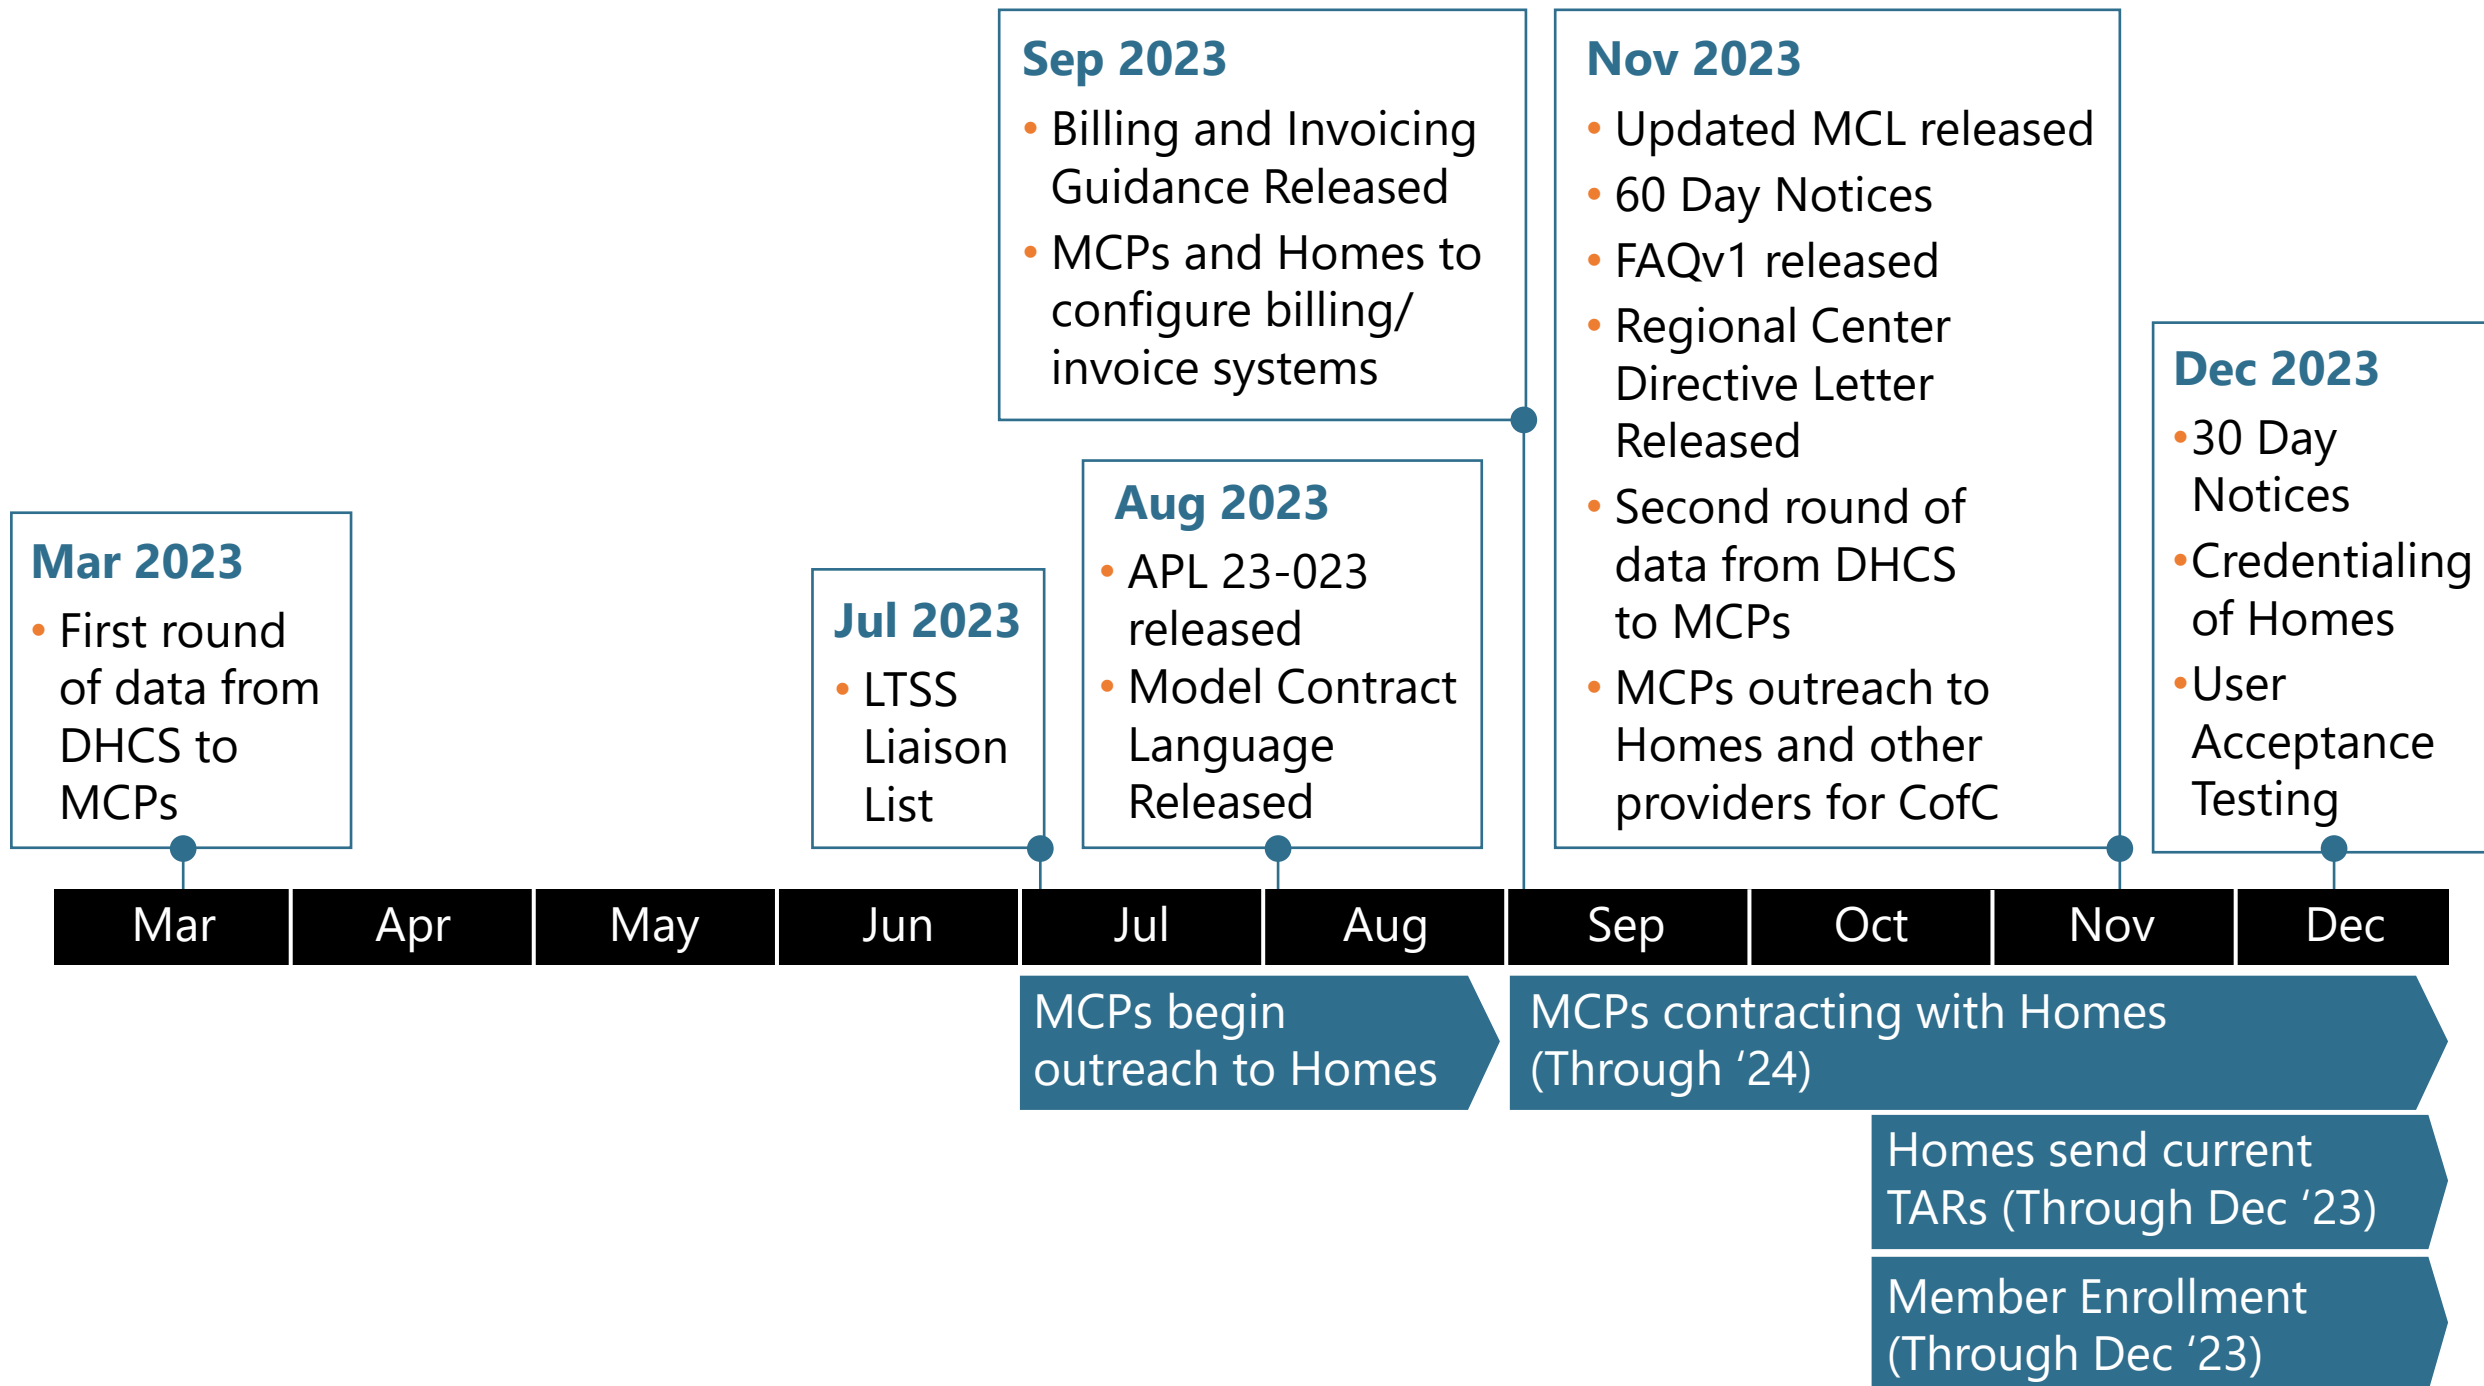 Mar 2023
• First round
of data from
DHCS to
MCPs
Jul 2023
• LTSS
Liaison
List
Sep 2023
• Billing and Invoicing
Guidance Released
• MCPs and Homes to
configure billing/
invoice systems
Aug 2023
• APL 23-023
released
• Model Contract
Language
Released
Nov 2023
• Updated MCL released
• 60 Day Notices
• FAQv1 released
• Regional Center
Directive Letter
Released
• Second round of
data from DHCS
to MCPs
• MCPs outreach to
Homes and other
providers for CofC
Dec 2023
•30 Day
Notices
•Credentialing
of Homes
•User
Acceptance
Testing
Mar Apr May Jun Jul Aug Sep Oct Nov Dec
MCPs begin
outreach to Homes
MCPs contracting with Homes
(Through ‘24)
Homes send current
TARs (Through Dec ‘23)
Member Enrollment
(Through Dec ‘23)